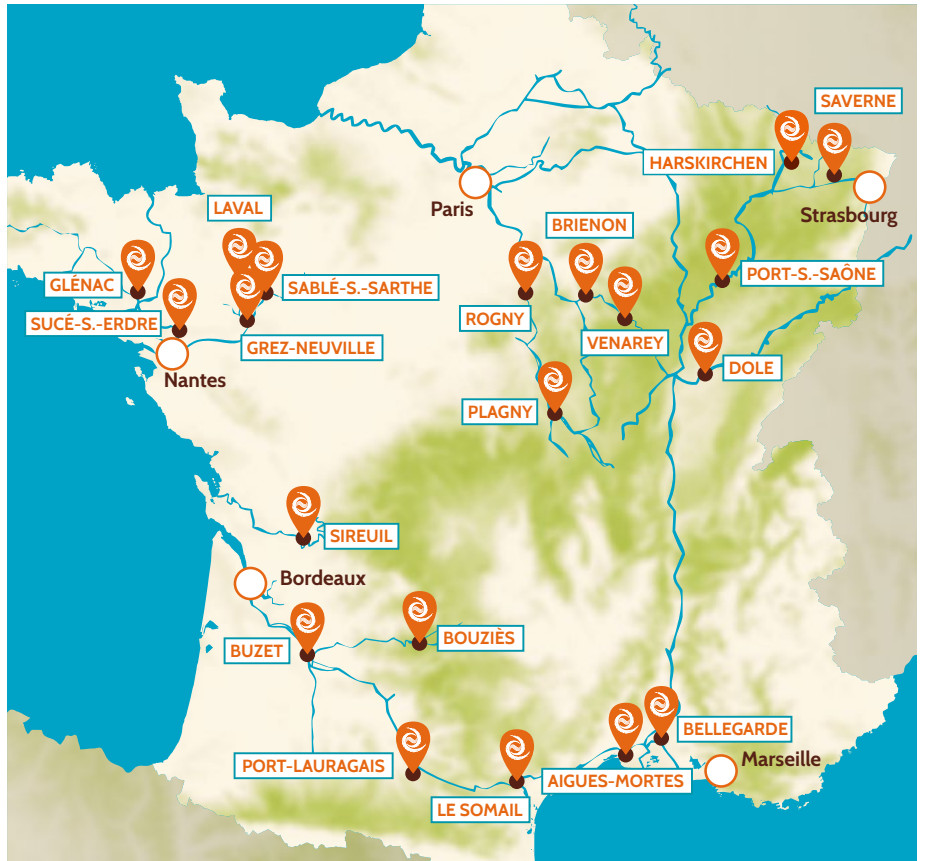 SAVERNE
HARSKIRCHEN
Paris
Strasbourg
LAVAL
BRIENON
GLÉNAC
SABLÉ-S.-SARTHE
PORT-S.-SAÔNE
SUCÉ-S.-ERDRE
ROGNY
GREZ-NEUVILLE
VENAREY
Nantes
DOLE
PLAGNY
SIREUIL
Bordeaux
BUZET
BOUZIÈS
BELLEGARDE
PORT-LAURAGAIS
Marseille
AIGUES-MORTES
LE SOMAIL